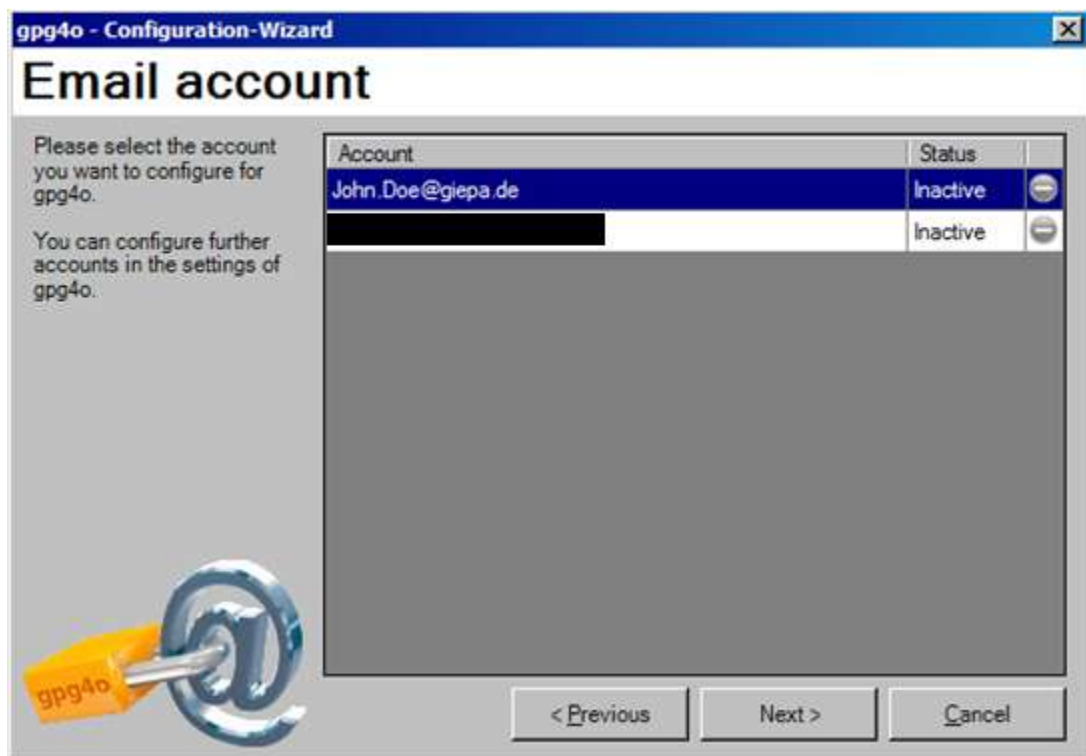 gpg4o - Configuration-Wizard
Email account
Please select the account
you want to configure for
gpg4o.
You can configure further
accounts in the settings of
gpg4o.
Account Status
John.Doe@giepa.de Inactive
Inactive
gpg4o
< Previous Next > Cancel